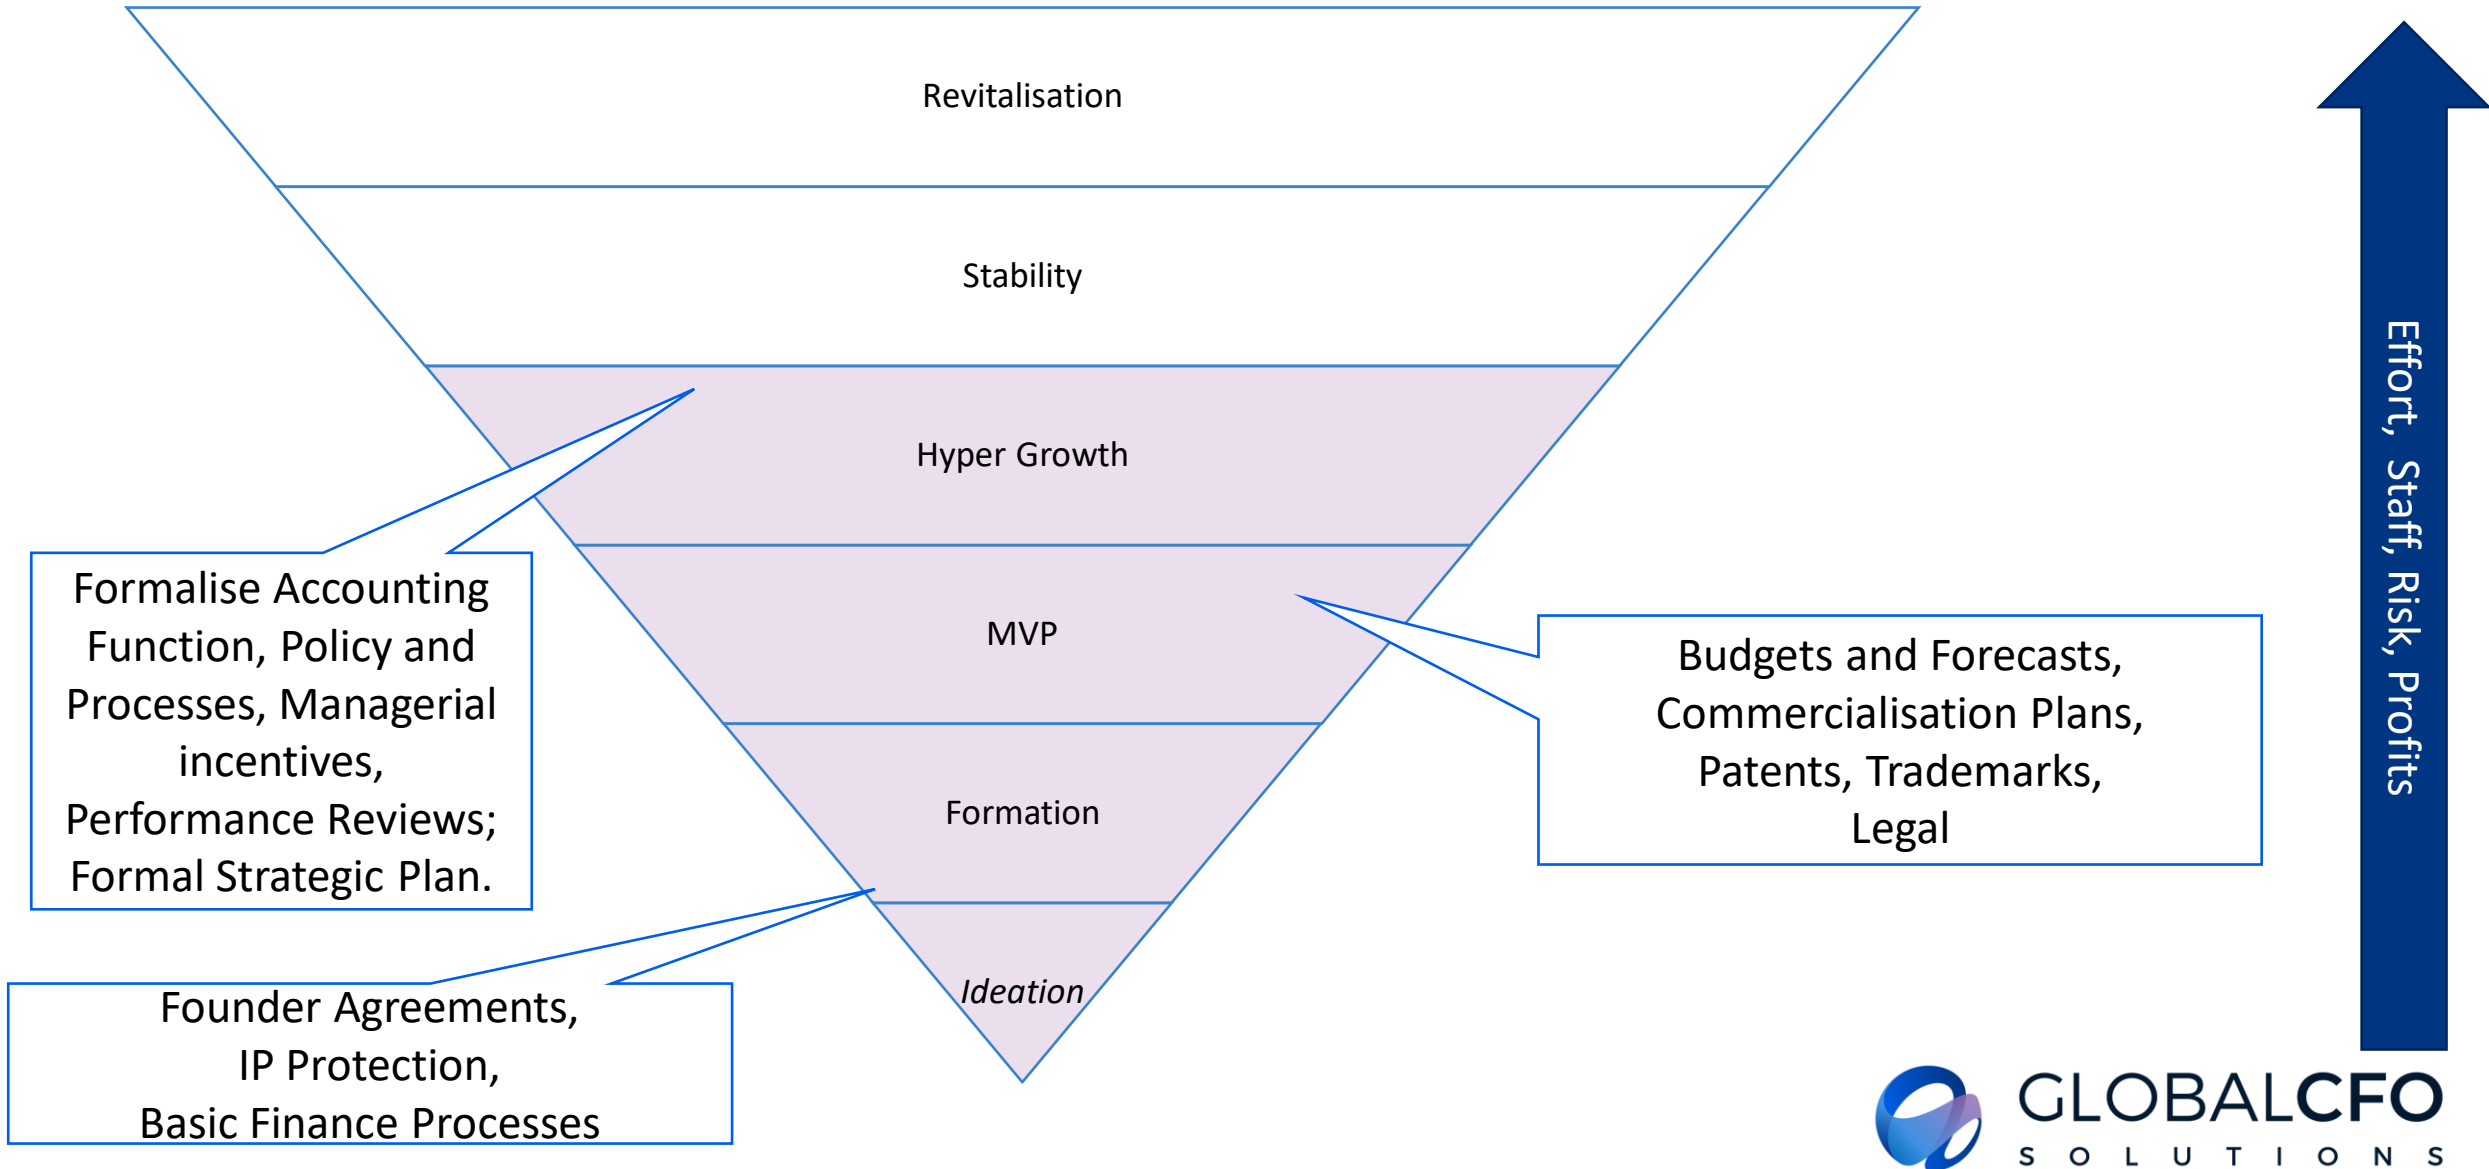 Revitalisation
Stability
Hyper Growth
MVP
Formation
Ideation
Formalise Accounting
Function, Policy and
Processes, Managerial
incentives,
Performance Reviews;
Formal Strategic Plan.
Founder Agreements,
IP Protection,
Basic Finance Processes
Budgets and Forecasts,
Commercialisation Plans,
Patents, Trademarks,
Legal
Effort, Staff, Risk, Profits
GLOBALCFO
SOLUTIONS